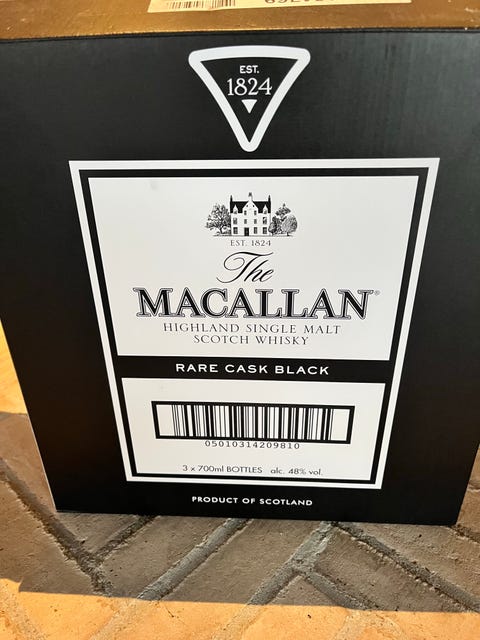 EST.
1824
EST. 1824
The
MACALLAN®
HIGHLAND SINGLE MALT
SCOTCH WHISKY
RARE CASK BLACK
05010314209810
3 x 700ml BOTTLES alc. 48% vol.
PRODUCT OF SCOTLAND